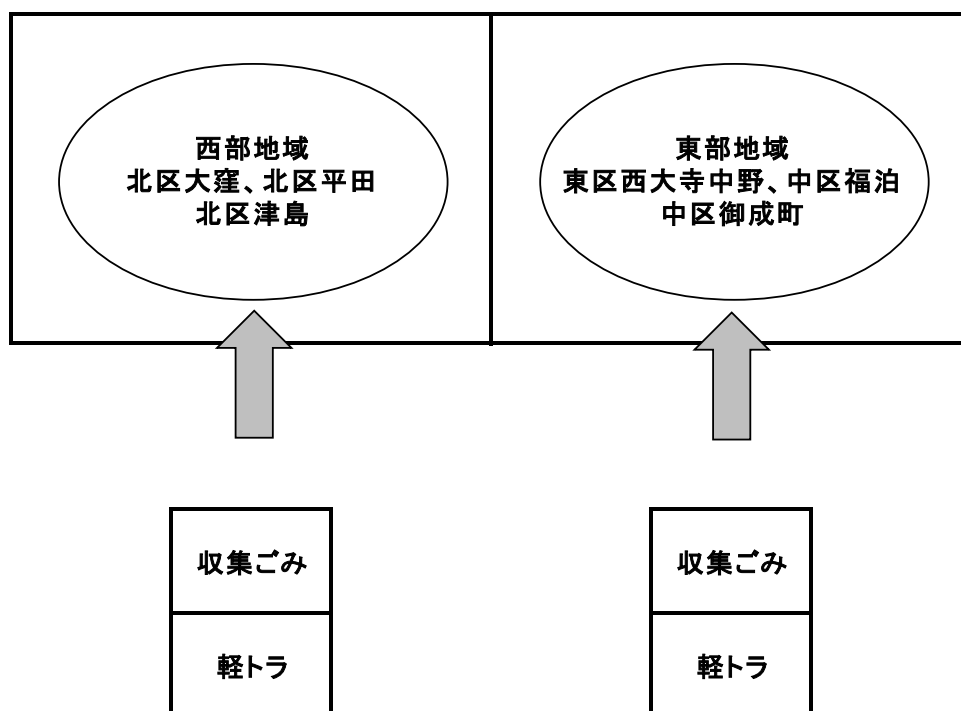 西部地域
北区大窪、北区平田
北区津島
東部地域
東区西大寺中野、中区福泊
中区御成町
収集ごみ
軽トラ
収集ごみ
軽トラ